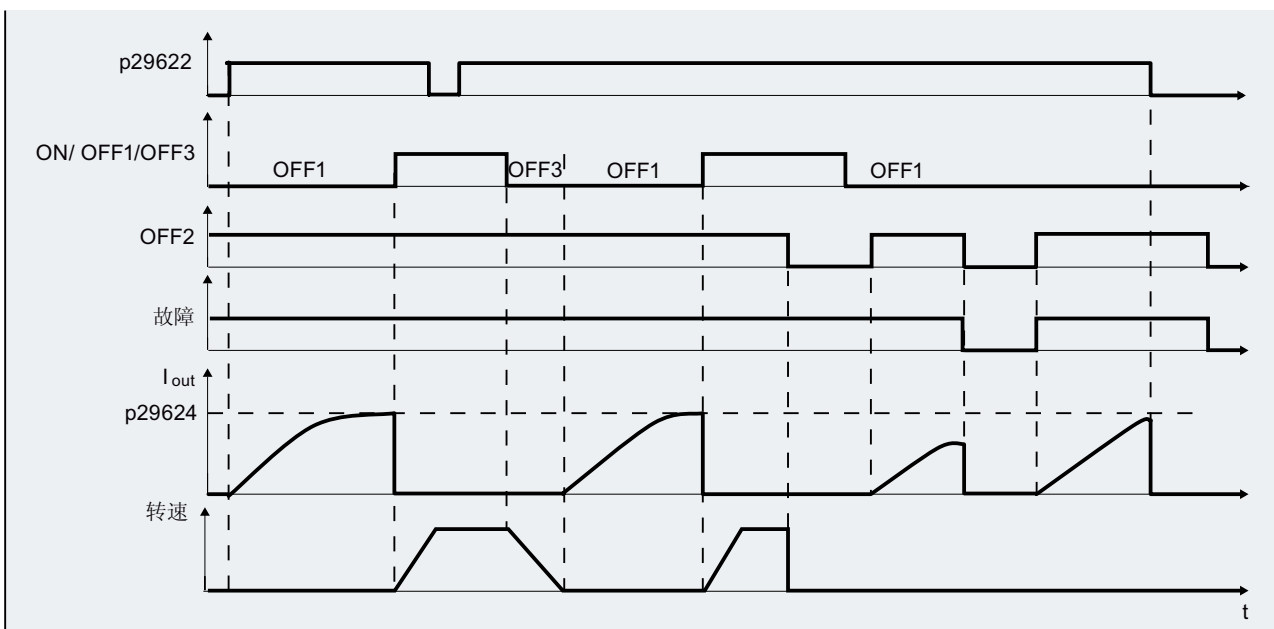 p29622
ON/ OFF1/OFF3
OFF1
OFF3
OFF1
OFF1
OFF2
故障
I out
p29624
转速
t